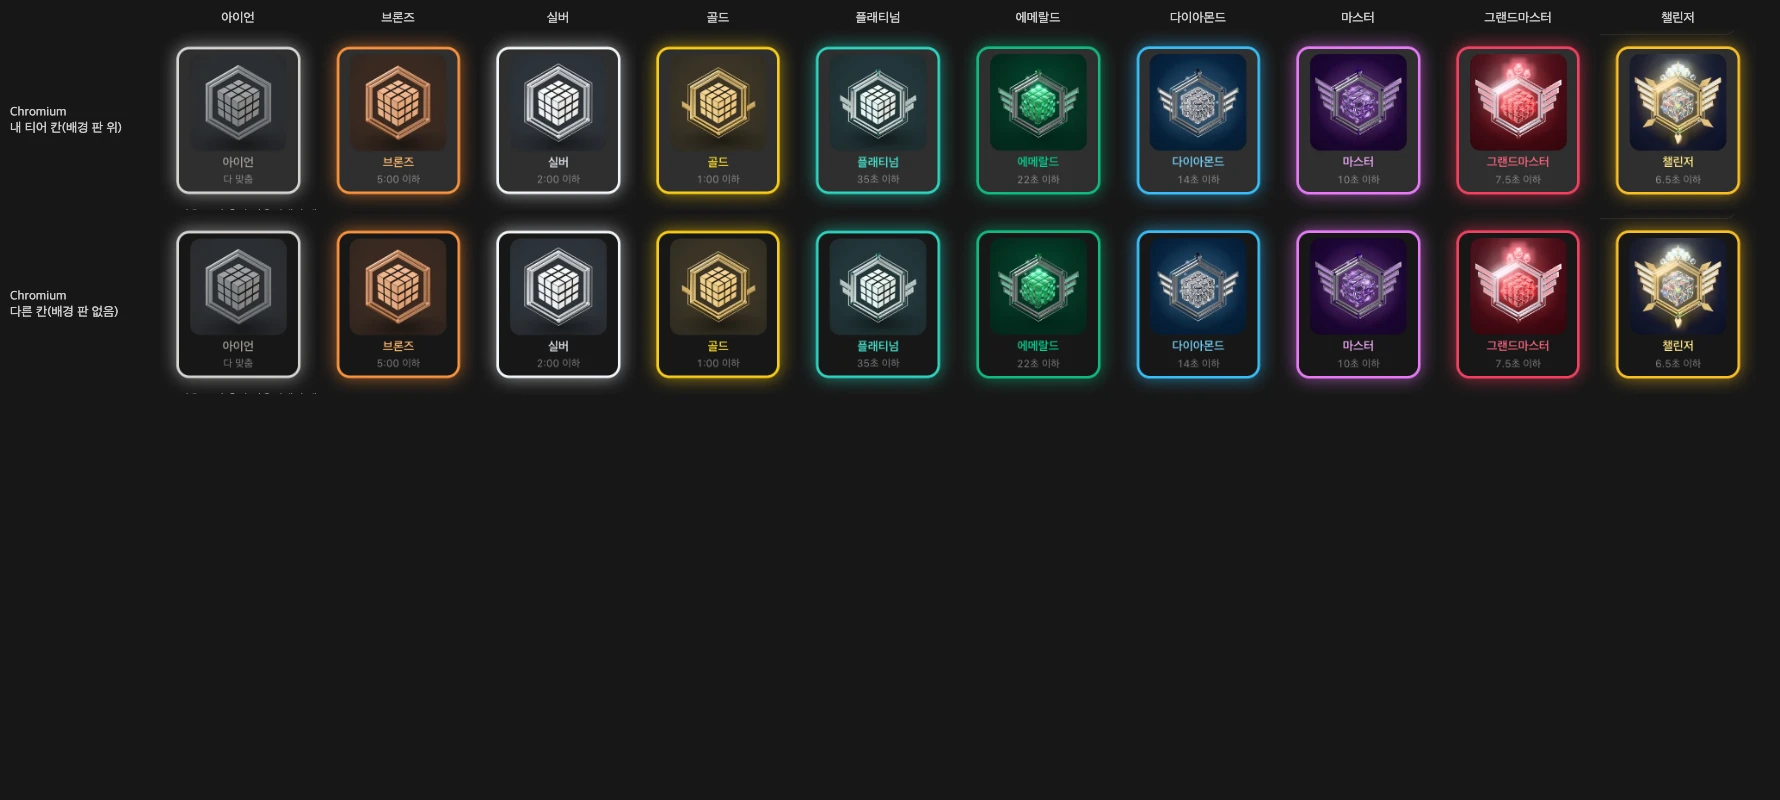 아이언 브론즈 실버 골드 플래티넘 에메랄드 다이아몬드 마스터 그랜드마스터 챌린저
Chromium
내 티어 칸(배경 판 위)
아이언 브론즈 실버 골드 플래티넘 에메랄드 다이아몬드 마스터 그랜드마스터 챌린저
다 맞춤 5:00 이하 2:00 이하 1:00 이하 35초 이하 22초 이하 14초 이하 10초 이하 7.5초 이하 6.5초 이하
Chromium
다른 칸(배경 판 없음)
아이언 브론즈 실버 골드 플래티넘 에메랄드 다이아몬드 마스터 그랜드마스터 챌린저
다 맞춤 5:00 이하 2:00 이하 1:00 이하 35초 이하 22초 이하 14초 이하 10초 이하 7.5초 이하 6.5초 이하